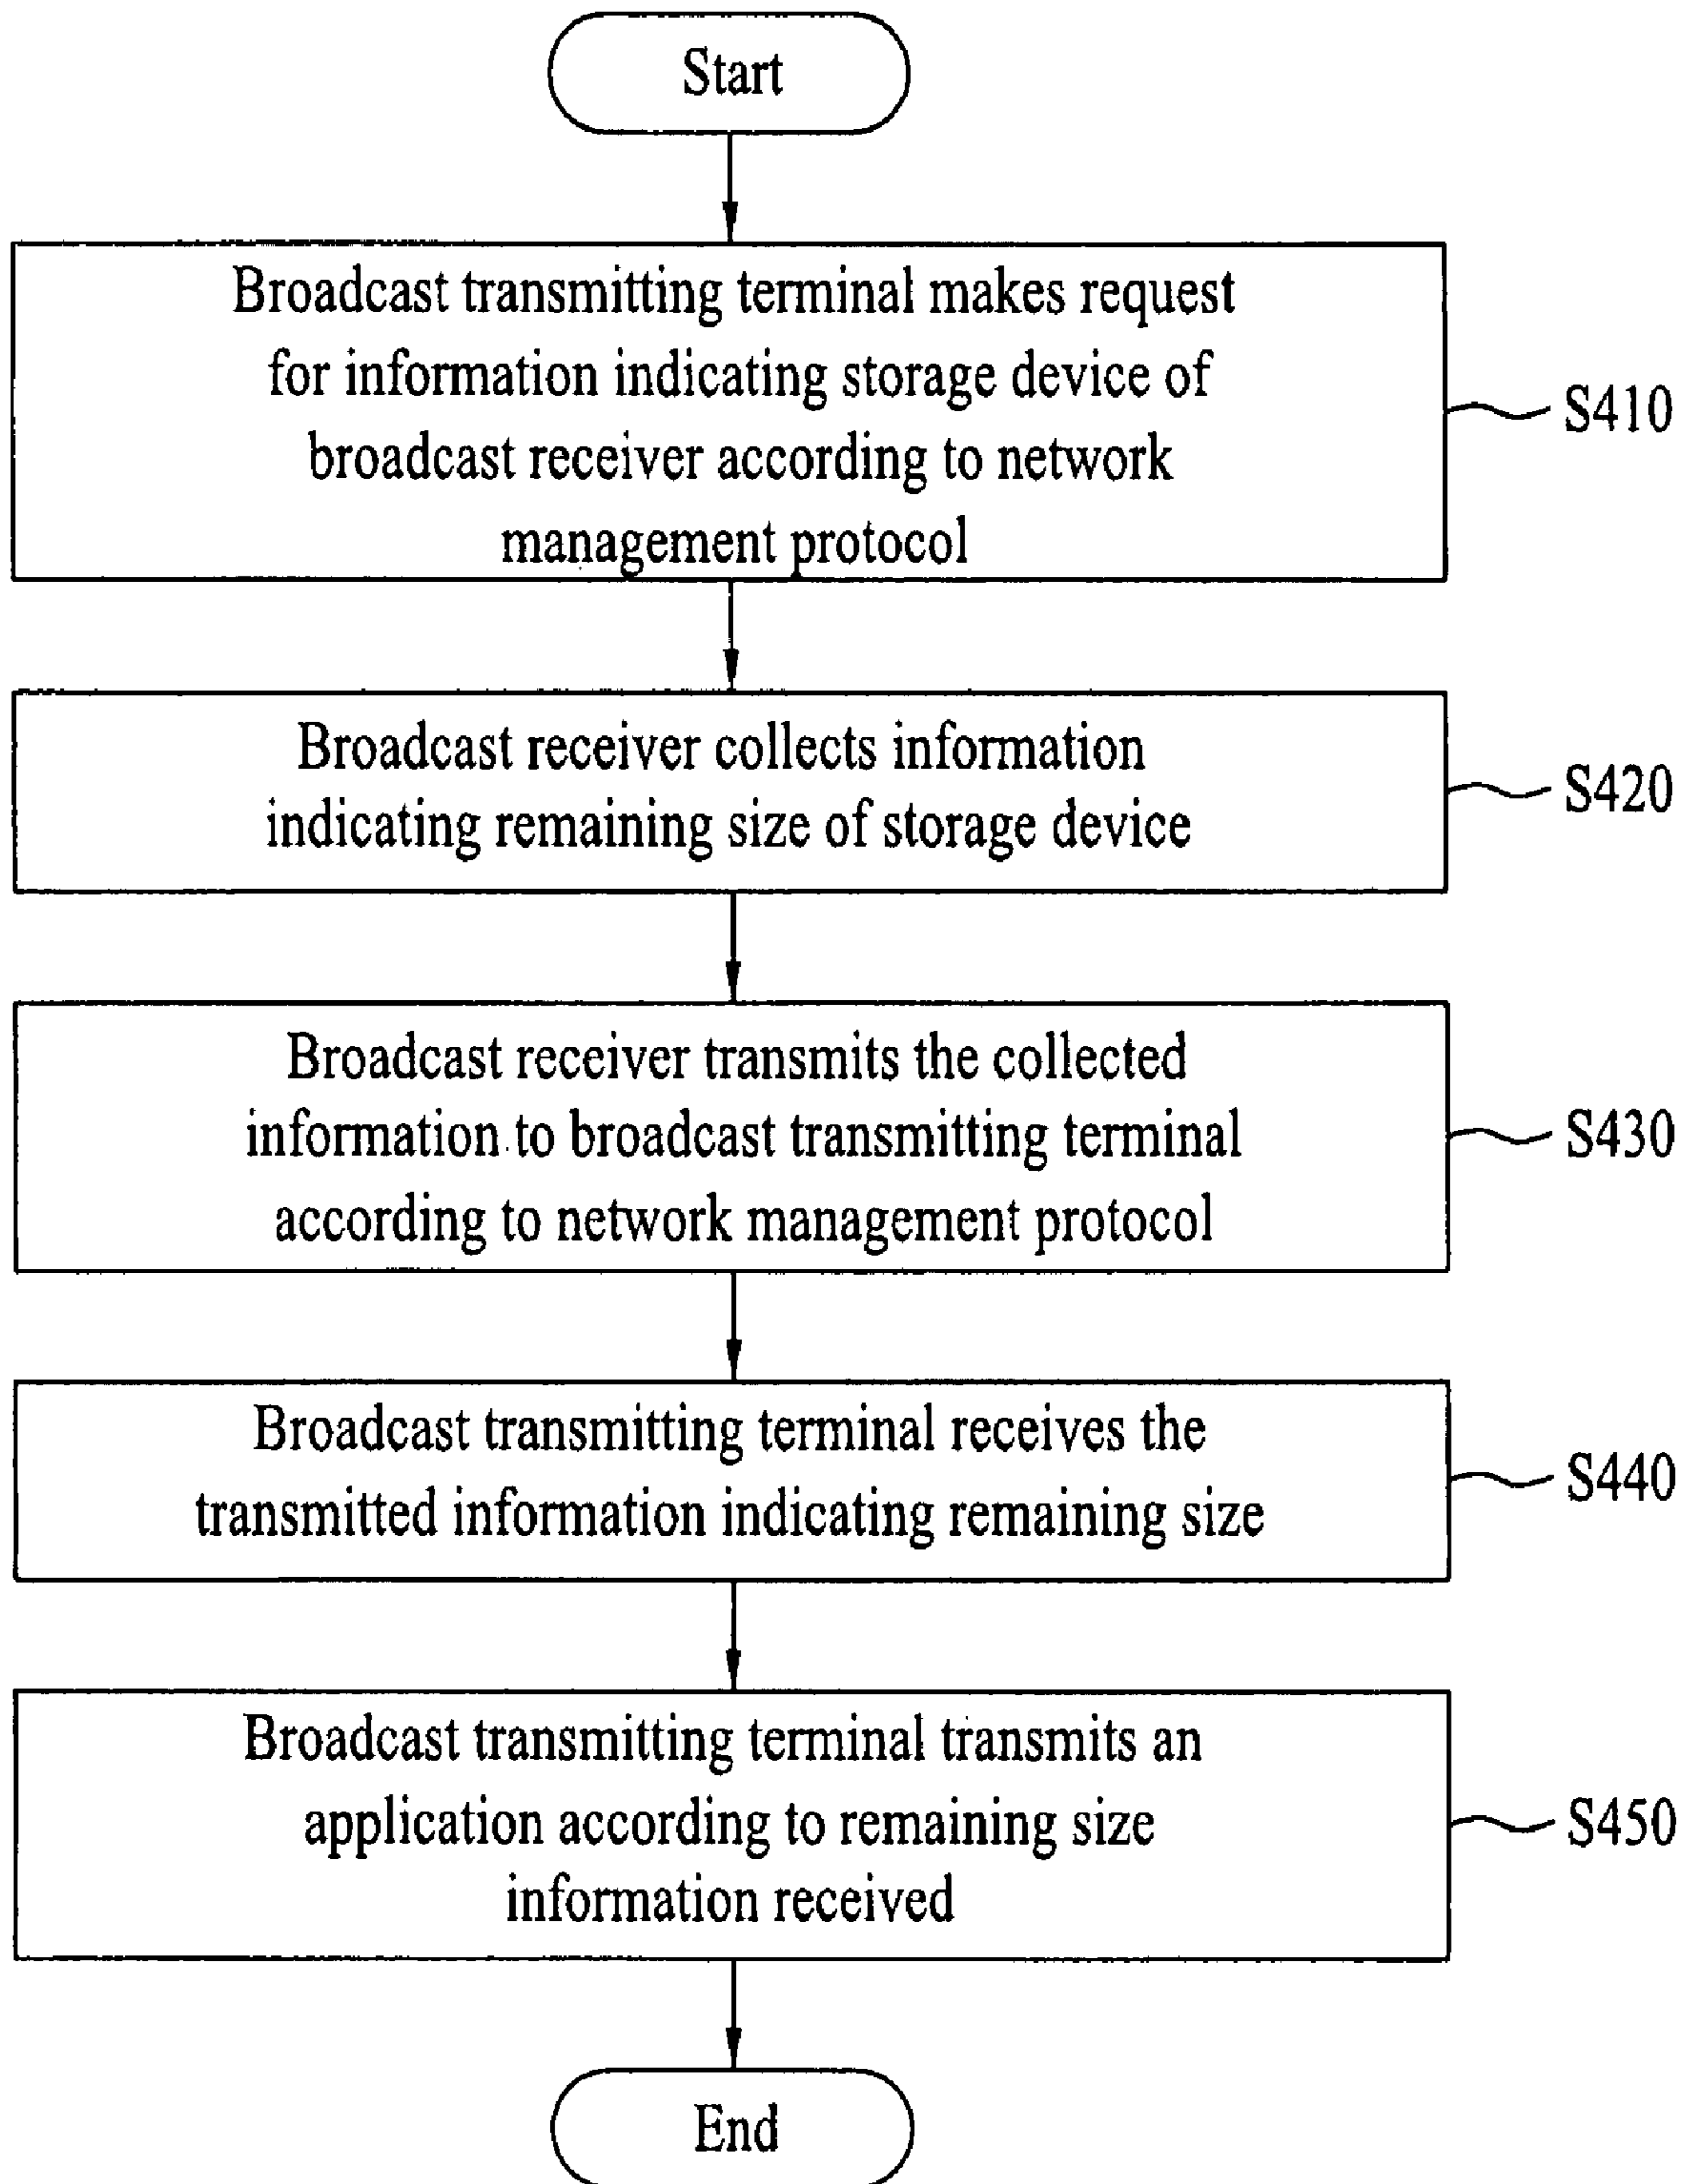 Start
Broadcast transmitting terminal makes request
for information indicating storage device of
broadcast receiver according to network
management protocol
S410
Broadcast receiver collects information
indicating remaining size of storage device
S420
Broadcast receiver transmits the collected
information to broadcast transmitting terminal
according to network management protocol
S430
Broadcast transmitting terminal receives the
transmitted information indicating remaining size
S440
Broadcast transmitting terminal transmits an
application according to remaining size
information received
S450
End